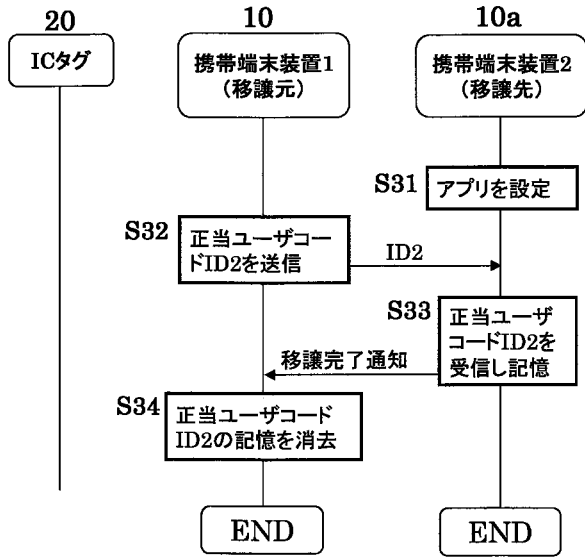 20
10
10a
ICタグ
携帯端末装置1
(移譲元)
携帯端末装置2
(移譲先)
S31
アプリを設定
S32
正当ユーザコー
ドID2を送信
ID2
S33
正当ユーザ
コードID2を
受信し記憶
移譲完了通知
S34
正当ユーザコード
ID2の記憶を消去
END
END